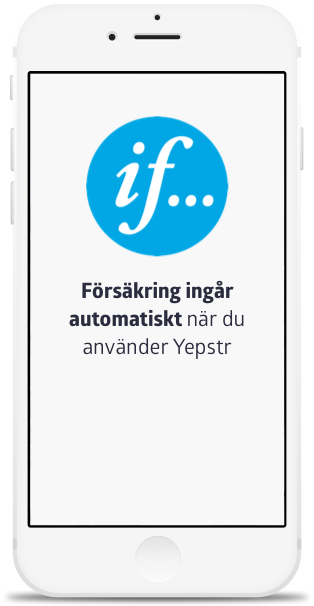 if...
Försäkring ingår
automatiskt när du
använder Yepstr